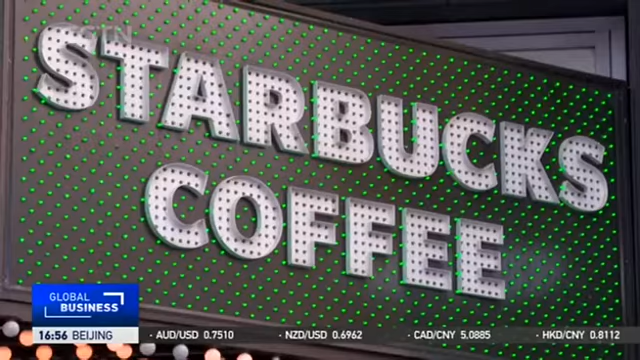 CGTN
STARBUCKS
COFFEE
GLOBAL
BUSINESS
16:56 BEIJING
AUD/USD 0.7510 · NZD/USD 0.6962 · CAD/CNY 5.0885 · HKD/CNY 0.8112